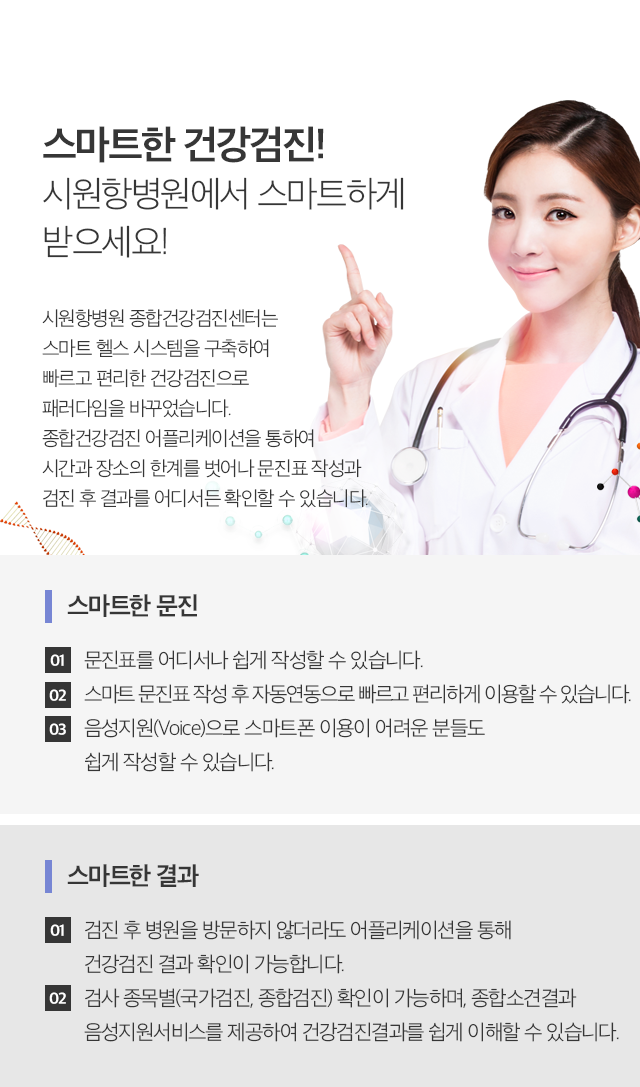 스마트한 건강검진!
시원항병원에서 스마트하게
받으세요!
시원항병원 종합건강검진센터는
스마트 헬스 시스템을 구축하여
빠르고 편리한 건강검진으로
패러다임을 바꾸었습니다.
종합건강검진 어플리케이션을 통하여
시간과 장소의 한계를 벗어나 문진표 작성과
검진 후 결과를 어디서든 확인할 수 있습니다.
스마트한 문진
01 문진표를 어디서나 쉽게 작성할 수 있습니다.
02 스마트 문진표 작성 후 자동연동으로 빠르고 편리하게 이용할 수 있습니다.
03 음성지원(Voice)으로 스마트폰 이용이 어려운 분들도
쉽게 작성할 수 있습니다.
스마트한 결과
01 검진 후 병원을 방문하지 않더라도 어플리케이션을 통해
건강검진 결과 확인이 가능합니다.
02 검사 종목별(국가검진, 종합검진) 확인이 가능하며, 종합소견결과
음성지원서비스를 제공하여 건강검진결과를 쉽게 이해할 수 있습니다.